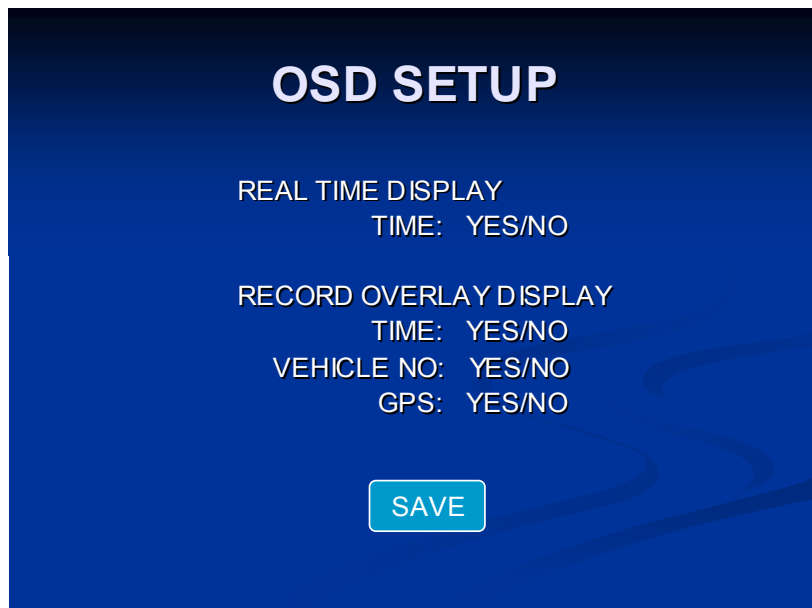 OSD SETUP
REAL TIME DISPLAY
TIME: YES/NO
RECORD OVERLAY DISPLAY
TIME: YES/NO
VEHICLE NO: YES/NO
GPS: YES/NO
SAVE